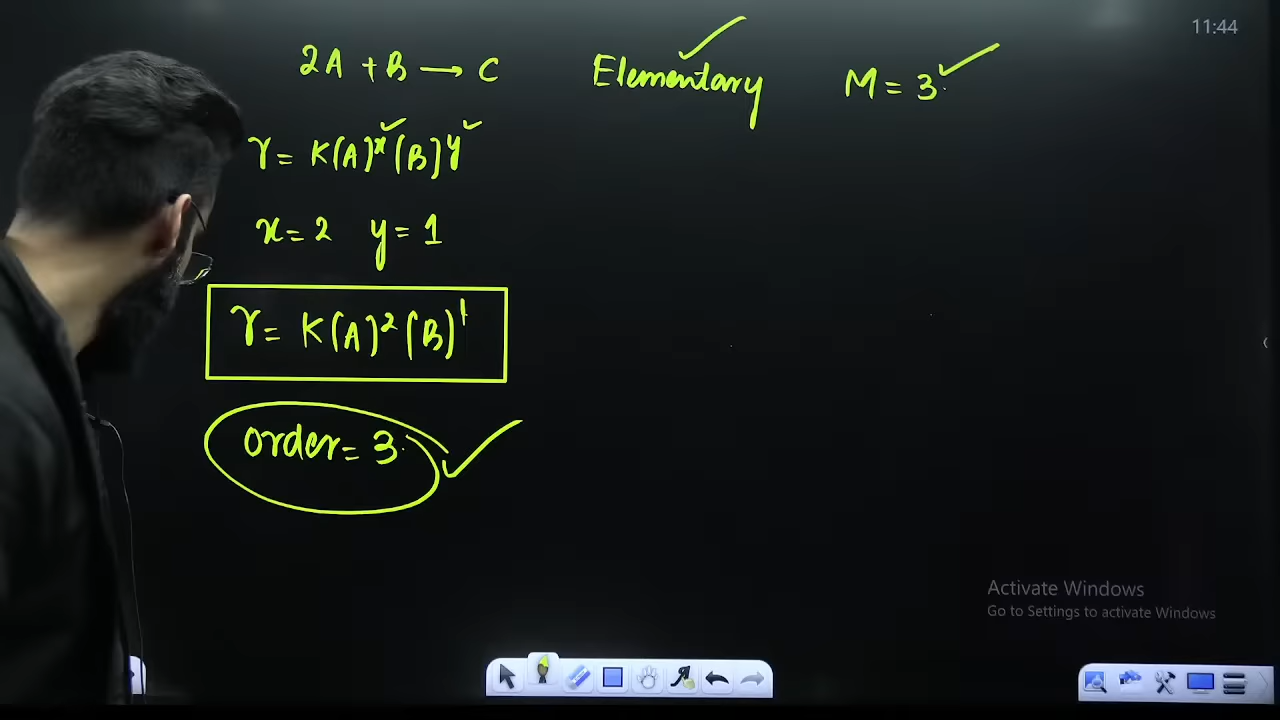 11:44
2A + B → C Elementary M = 3
r = K(A)^x (B)^y
x = 2 y = 1
r = K(A)^2 (B)^1
Order = 3
Activate Windows
Go to Settings to activate Windows